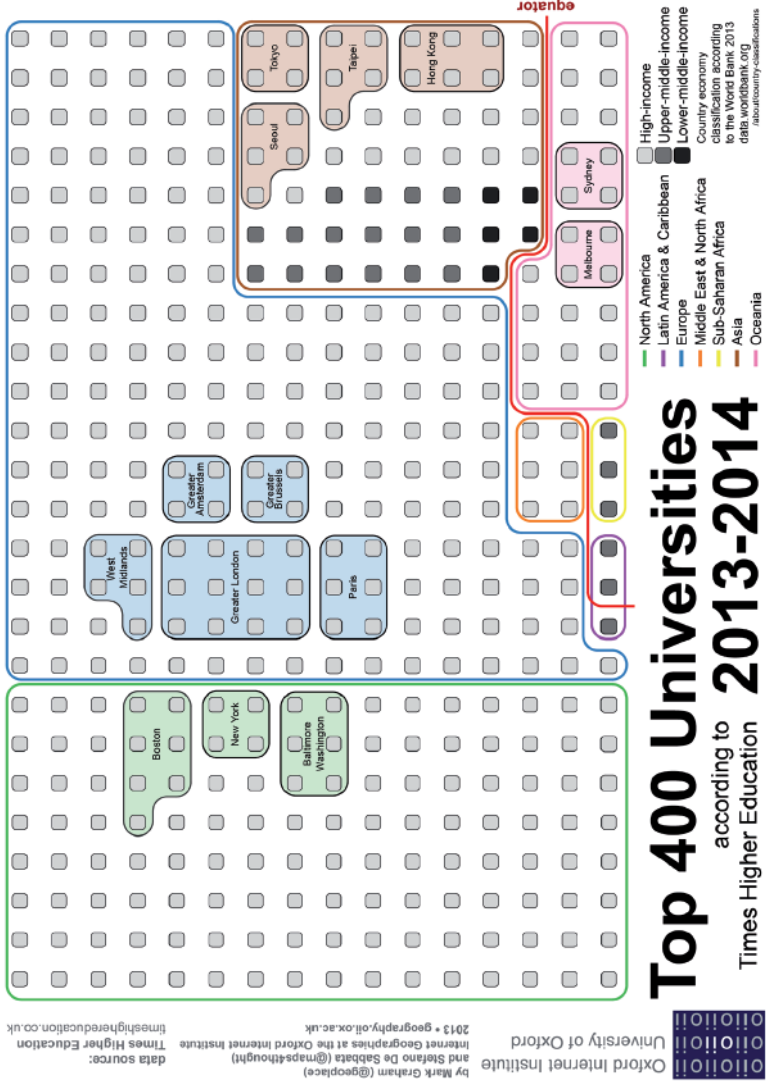 Top 400 Universities
according to
Times Higher Education
2013-2014
equator
Tokyo
Taipei
Hong Kong
Seoul
Sydney
Melbourne
Greater
Amsterdam
Greater
Brussels
West
Midlands
Greater London
Paris
Boston
New York
Baltimore
Washington
North America
Latin America & Caribbean
Europe
Middle East & North Africa
Sub-Saharan Africa
Asia
Oceania
High-income
Upper-middle-income
Lower-middle-income
Country economy
classification according
to the World Bank 2013
data.worldbank.org
/about/country-classifications
data source:
Times Higher Education
timeshighereducation.co.uk
by Mark Graham (@geoplace)
and Stefano De Sabbata (@maps4thought)
Internet Geographies at the Oxford Internet Institute
2013 • geography.oii.ox.ac.uk
Oxford Internet Institute
University of Oxford